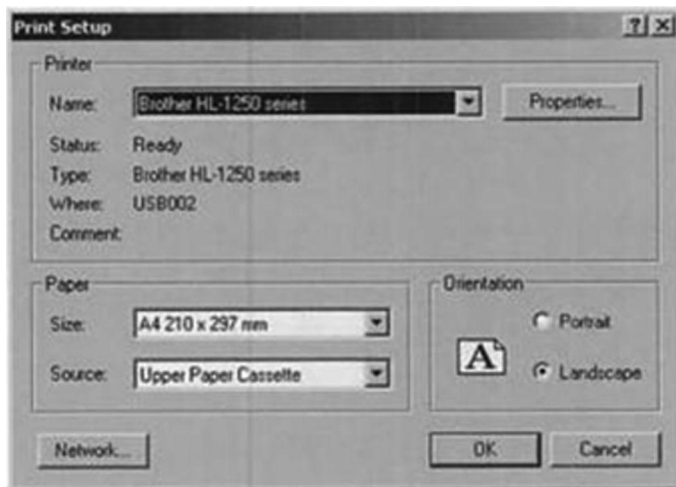 Print Setup
Printer
Name: Brother HL-1250 series Properties...
Status: Ready
Type: Brother HL-1250 series
Where: USB002
Comment:
Paper
Size: A4 210 x 297 mm
Source: Upper Paper Cassette
Orientation
Portrait
A
Landscape
Network... OK Cancel